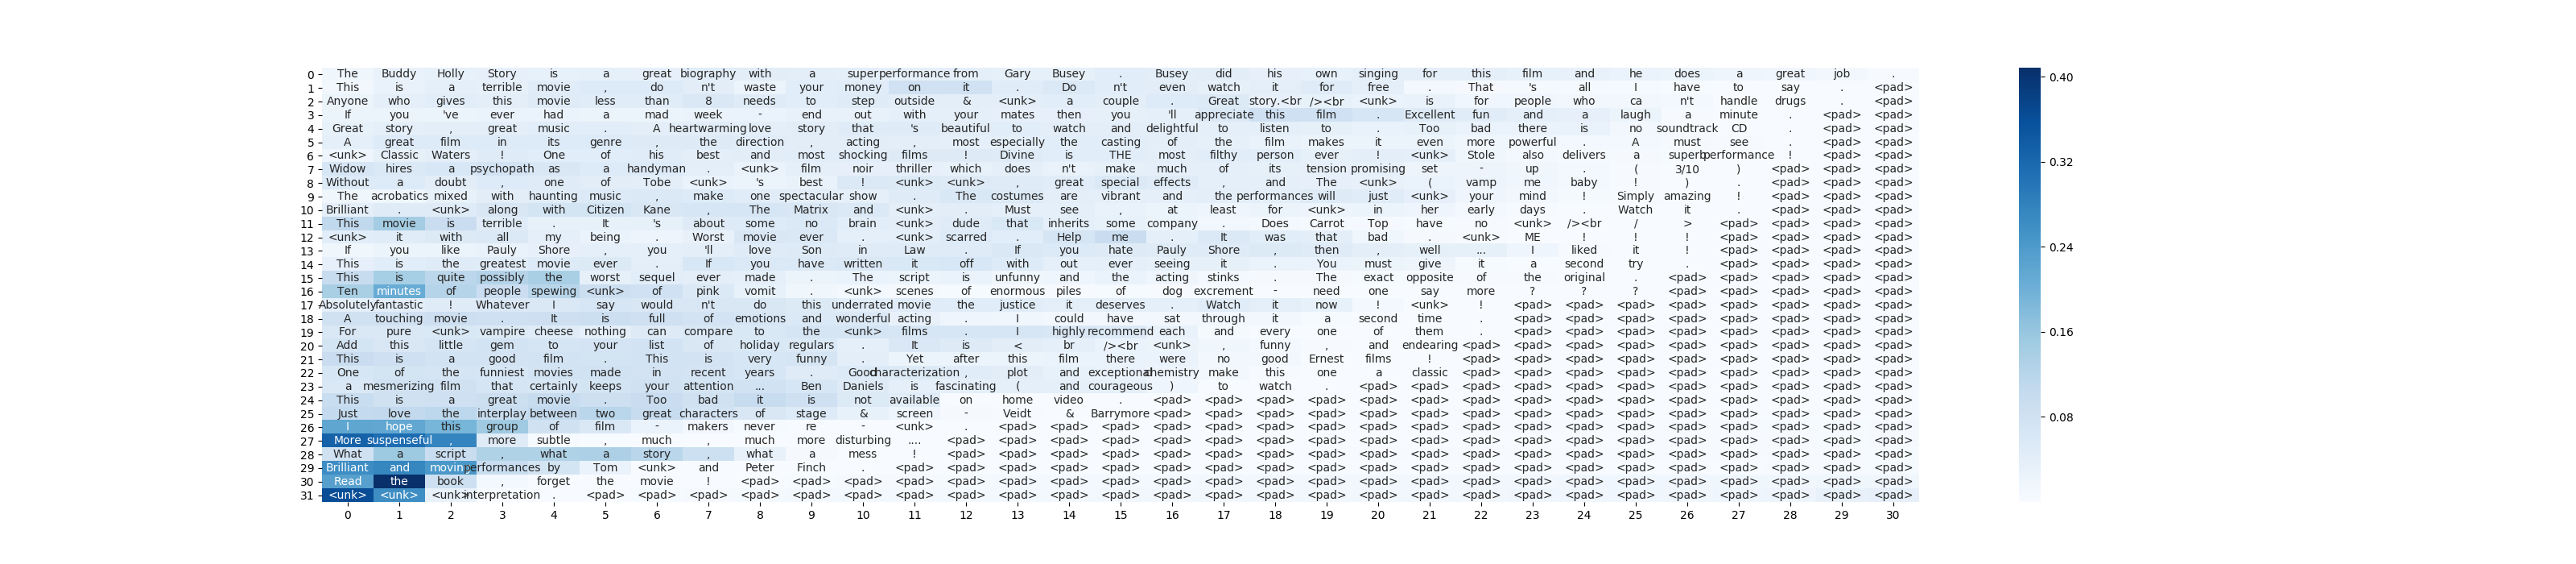 0 The Buddy Holly Story is a great biography with a super performance from Gary Busey . Busey did his own singing for this film and he does a great job .
1 This is a terrible movie , do n't waste your money on it . Do n't even watch it for free . That 's all I have to say . <pad>
2 Anyone who gives this movie less than 8 needs to step outside & <unk> a couple . Great story.<br /><br <unk> is for people who ca n't handle drugs . <pad>
3 If you 've ever had a mad week - end out with your mates then you 'll appreciate this film . Excellent fun and a laugh a minute . <pad> <pad>
4 Great story , great music . A heartwarming love story that 's beautiful to watch and delightful to listen to . Too bad there is no soundtrack CD . <pad> <pad>
5 A great film in its genre , the direction , acting , most especially the casting of the film makes it even more powerful . A must see . <pad> <pad>
6 <unk> Classic Waters ! One of his best and most shocking films ! Divine is THE most filthy person ever ! <unk> Stole also delivers a superb performance ! <pad> <pad>
7 Widow hires a psychopath as a handyman . <unk> film noir thriller which does n't make much of its tension promising set - up . ( 3/10 ) <pad> <pad> <pad>
8 Without a doubt , one of Tobe <unk> 's best ! <unk> <unk> , great special effects , and The <unk> ( vamp me baby ! ) . <pad> <pad> <pad>
9 The acrobatics mixed with haunting music , make one spectacular show . The costumes are vibrant and the performances will just <unk> your mind ! Simply amazing ! <pad> <pad> <pad>
10 Brilliant . <unk> along with Citizen Kane , The Matrix and <unk> . Must see , at least for <unk> in her early days . Watch it . <pad> <pad> <pad>
11 This movie is terrible . It 's about some no brain <unk> dude that inherits some company . Does Carrot Top have no <unk> /><br / > <pad> <pad> <pad> <pad>
12 <unk> it with all my being . Worst movie ever . <unk> scarred . Help me . It was that bad . <unk> ME ! ! ! <pad> <pad> <pad> <pad>
13 If you like Pauly Shore , you 'll love Son in Law . If you hate Pauly Shore , then , well ... I liked it ! <pad> <pad> <pad> <pad>
14 This is the greatest movie ever . If you have written it off with out ever seeing it . You must give it a second try . <pad> <pad> <pad> <pad>
15 This is quite possibly the worst sequel ever made . The script is unfunny and the acting stinks . The exact opposite of the original . <pad> <pad> <pad> <pad> <pad>
16 Ten minutes of people spewing <unk> of pink vomit . <unk> scenes of enormous piles of dog excrement - need one say more ? ? ? <pad> <pad> <pad> <pad> <pad>
17 Absolutely fantastic ! Whatever I say would n't do this underrated movie the justice it deserves . Watch it now ! <unk> ! <pad> <pad> <pad> <pad> <pad> <pad> <pad> <pad>
18 A touching movie . It is full of emotions and wonderful acting . I could have sat through it a second time . <pad> <pad> <pad> <pad> <pad> <pad> <pad> <pad>
19 For pure <unk> vampire cheese nothing can compare to the <unk> films . I highly recommend each and every one of them . <pad> <pad> <pad> <pad> <pad> <pad> <pad> <pad>
20 Add this little gem to your list of holiday regulars . It is < br /><br <unk> , funny , and endearing <pad> <pad> <pad> <pad> <pad> <pad> <pad> <pad> <pad>
21 This is a good film . This is very funny . Yet after this film there were no good Ernest films ! <pad> <pad> <pad> <pad> <pad> <pad> <pad> <pad> <pad>
22 One of the funniest movies made in recent years . Good characterization , plot and exceptional chemistry make this one a classic <pad> <pad> <pad> <pad> <pad> <pad> <pad> <pad> <pad>
23 a mesmerizing film that certainly keeps your attention ... Ben Daniels is fascinating ( and courageous ) to watch . <pad> <pad> <pad> <pad> <pad> <pad> <pad> <pad> <pad> <pad> <pad>
24 This is a great movie . Too bad it is not available on home video . <pad> <pad> <pad> <pad> <pad> <pad> <pad> <pad> <pad> <pad> <pad> <pad> <pad> <pad> <pad>
25 Just love the interplay between two great characters of stage & screen - Veidt & Barrymore <pad> <pad> <pad> <pad> <pad> <pad> <pad> <pad> <pad> <pad> <pad> <pad> <pad> <pad> <pad>
26 I hope this group of film - makers never re - <unk> . <pad> <pad> <pad> <pad> <pad> <pad> <pad> <pad> <pad> <pad> <pad> <pad> <pad> <pad> <pad> <pad> <pad> <pad>
27 More suspenseful , more subtle , much , much more disturbing .... <pad> <pad> <pad> <pad> <pad> <pad> <pad> <pad> <pad> <pad> <pad> <pad> <pad> <pad> <pad> <pad> <pad> <pad> <pad>
28 What a script , what a story , what a mess ! <pad> <pad> <pad> <pad> <pad> <pad> <pad> <pad> <pad> <pad> <pad> <pad> <pad> <pad> <pad> <pad> <pad> <pad> <pad>
29 Brilliant and moving performances by Tom <unk> and Peter Finch . <pad> <pad> <pad> <pad> <pad> <pad> <pad> <pad> <pad> <pad> <pad> <pad> <pad> <pad> <pad> <pad> <pad> <pad> <pad> <pad>
30 Read the book , forget the movie ! <pad> <pad> <pad> <pad> <pad> <pad> <pad> <pad> <pad> <pad> <pad> <pad> <pad> <pad> <pad> <pad> <pad> <pad> <pad> <pad> <pad> <pad> <pad>
31 <unk> <unk> <unk> interpretation . <pad> <pad> <pad> <pad> <pad> <pad> <pad> <pad> <pad> <pad> <pad> <pad> <pad> <pad> <pad> <pad> <pad> <pad> <pad> <pad> <pad> <pad> <pad> <pad> <pad> <pad>
0 1 2 3 4 5 6 7 8 9 10 11 12 13 14 15 16 17 18 19 20 21 22 23 24 25 26 27 28 29 30
0.40
0.32
0.24
0.16
0.08